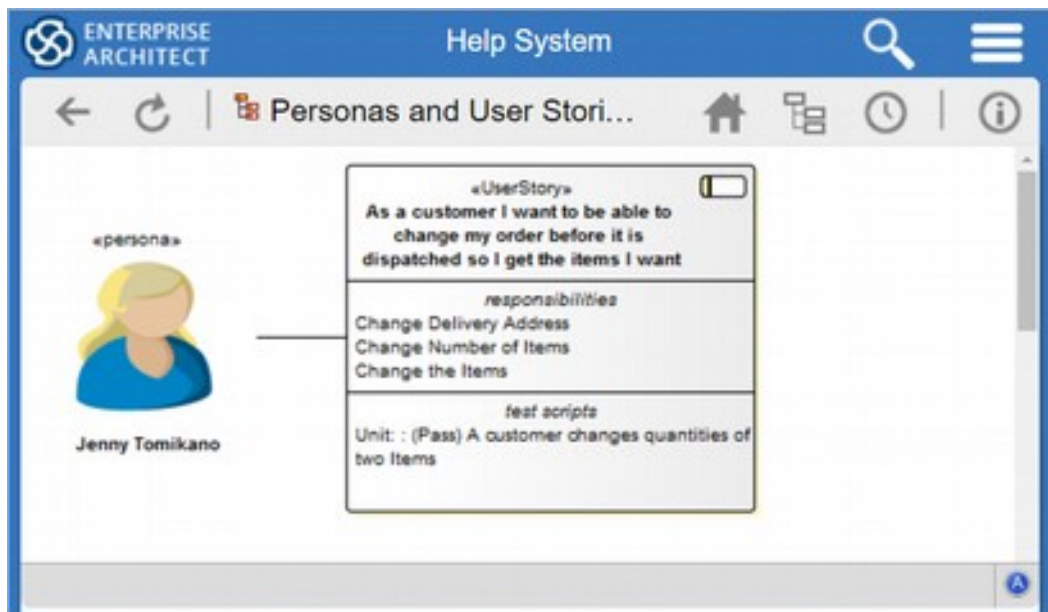 ENTERPRISE
ARCHITECT
Help System
Personas and User Stori...
«persona»
Jenny Tomikano
«UserStory»
As a customer I want to be able to
change my order before it is
dispatched so I get the items I want
responsibilities
Change Delivery Address
Change Number of Items
Change the Items
test scripts
Unit: : (Pass) A customer changes quantities of
two Items
A